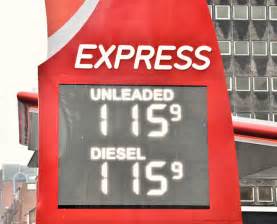 EXPRESS
UNLEADED
115⁹
DIESEL
115⁹